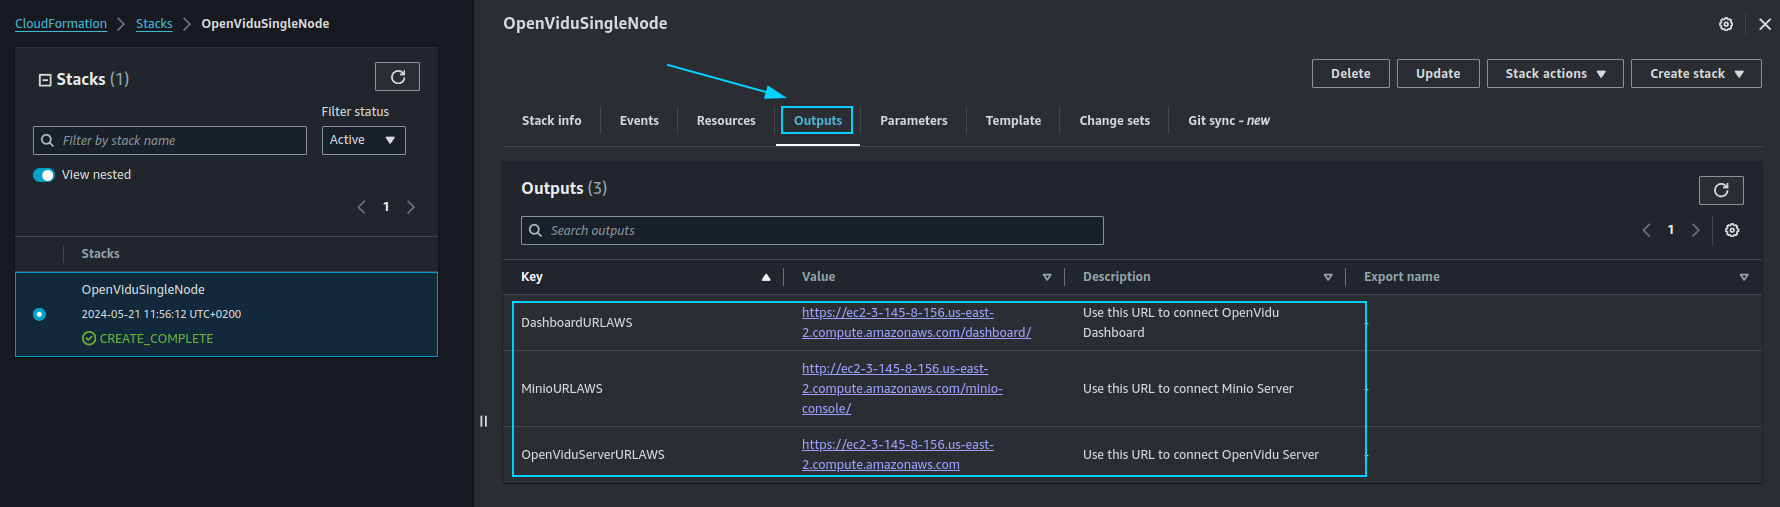 CloudFormation > Stacks > OpenViduSingleNode
Stacks (1)
Filter status
Filter by stack name
Active
View nested
1
Stacks
OpenViduSingleNode
2024-05-21 11:56:12 UTC+0200
CREATE_COMPLETE
OpenViduSingleNode
Delete Update Stack actions Create stack
Stack info Events Resources Outputs Parameters Template Change sets Git sync - new
Outputs (3)
Search outputs
1
Key Value Description Export name
DashboardURLAWS
https://ec2-3-145-8-156.us-east-
2.compute.amazonaws.com/dashboard/
Use this URL to connect OpenVidu
Dashboard
-
MinioURLAWS
http://ec2-3-145-8-156.us-east-
2.compute.amazonaws.com/minio-
console/
Use this URL to connect Minio Server
-
OpenViduServerURLAWS
https://ec2-3-145-8-156.us-east-
2.compute.amazonaws.com
Use this URL to connect OpenVidu Server
-